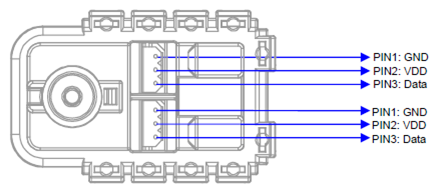 PIN1: GND
PIN2: VDD
PIN3: Data
PIN1: GND
PIN2: VDD
PIN3: Data